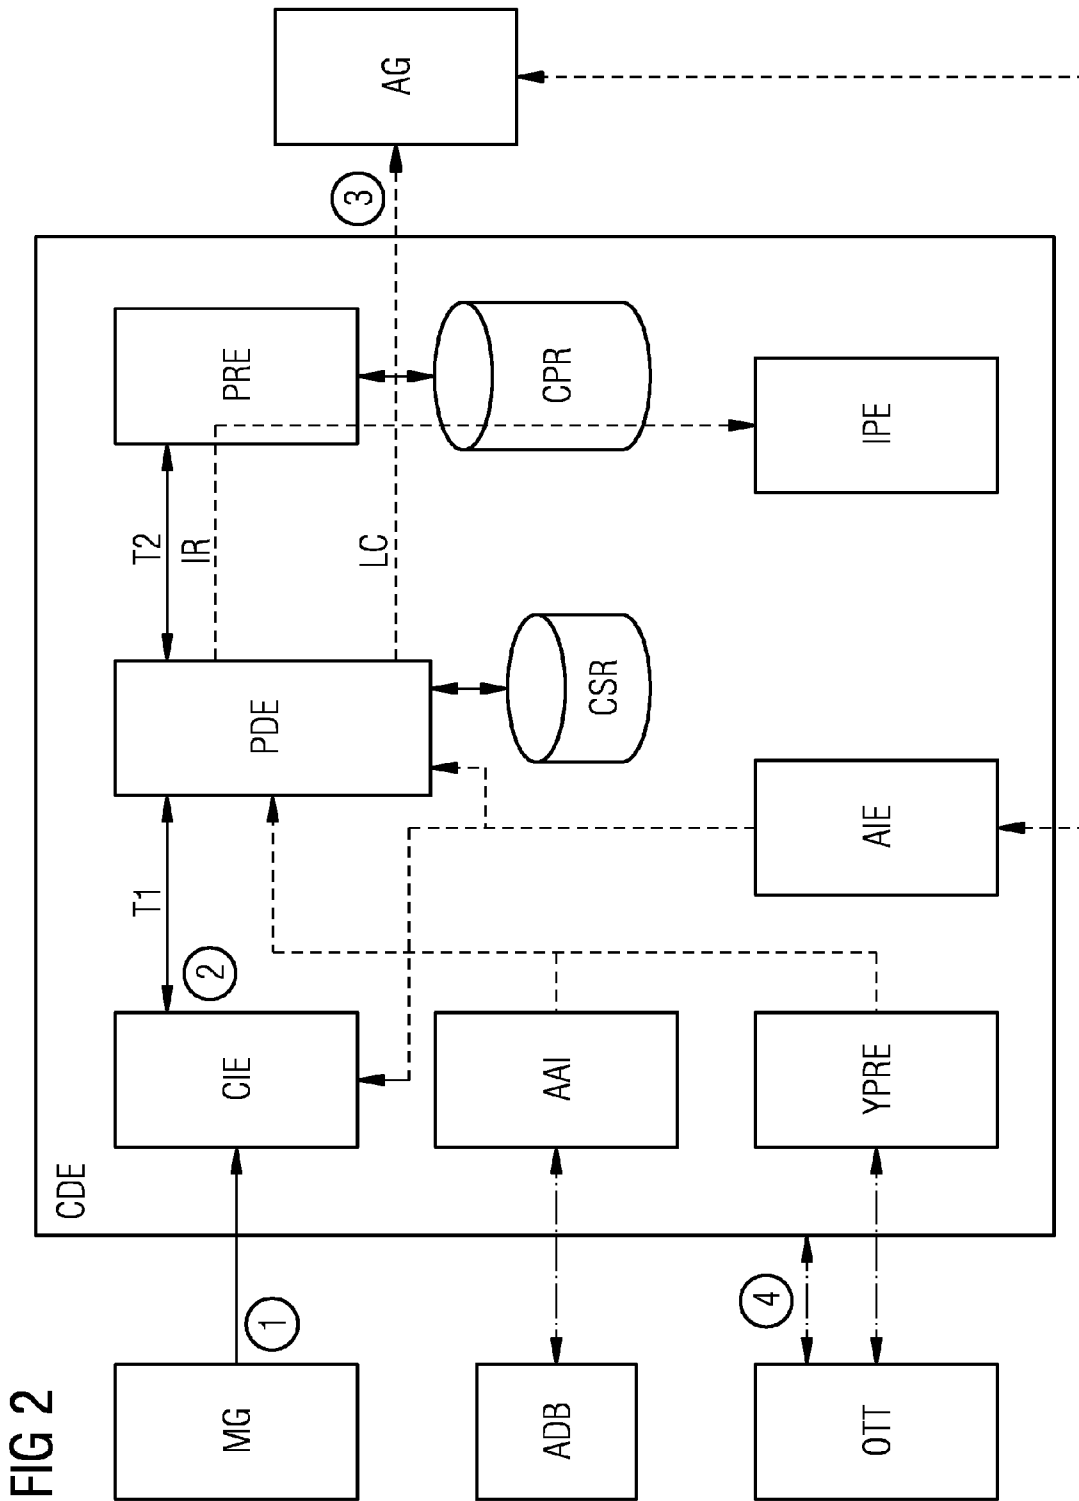 FIG 2
CDE
MG
1
CIE
2
T1
PDE
T2
IR
PRE
LC
3
AG
ADB
AAI
CSR
CPR
OTT
4
YPRE
AIE
IPE